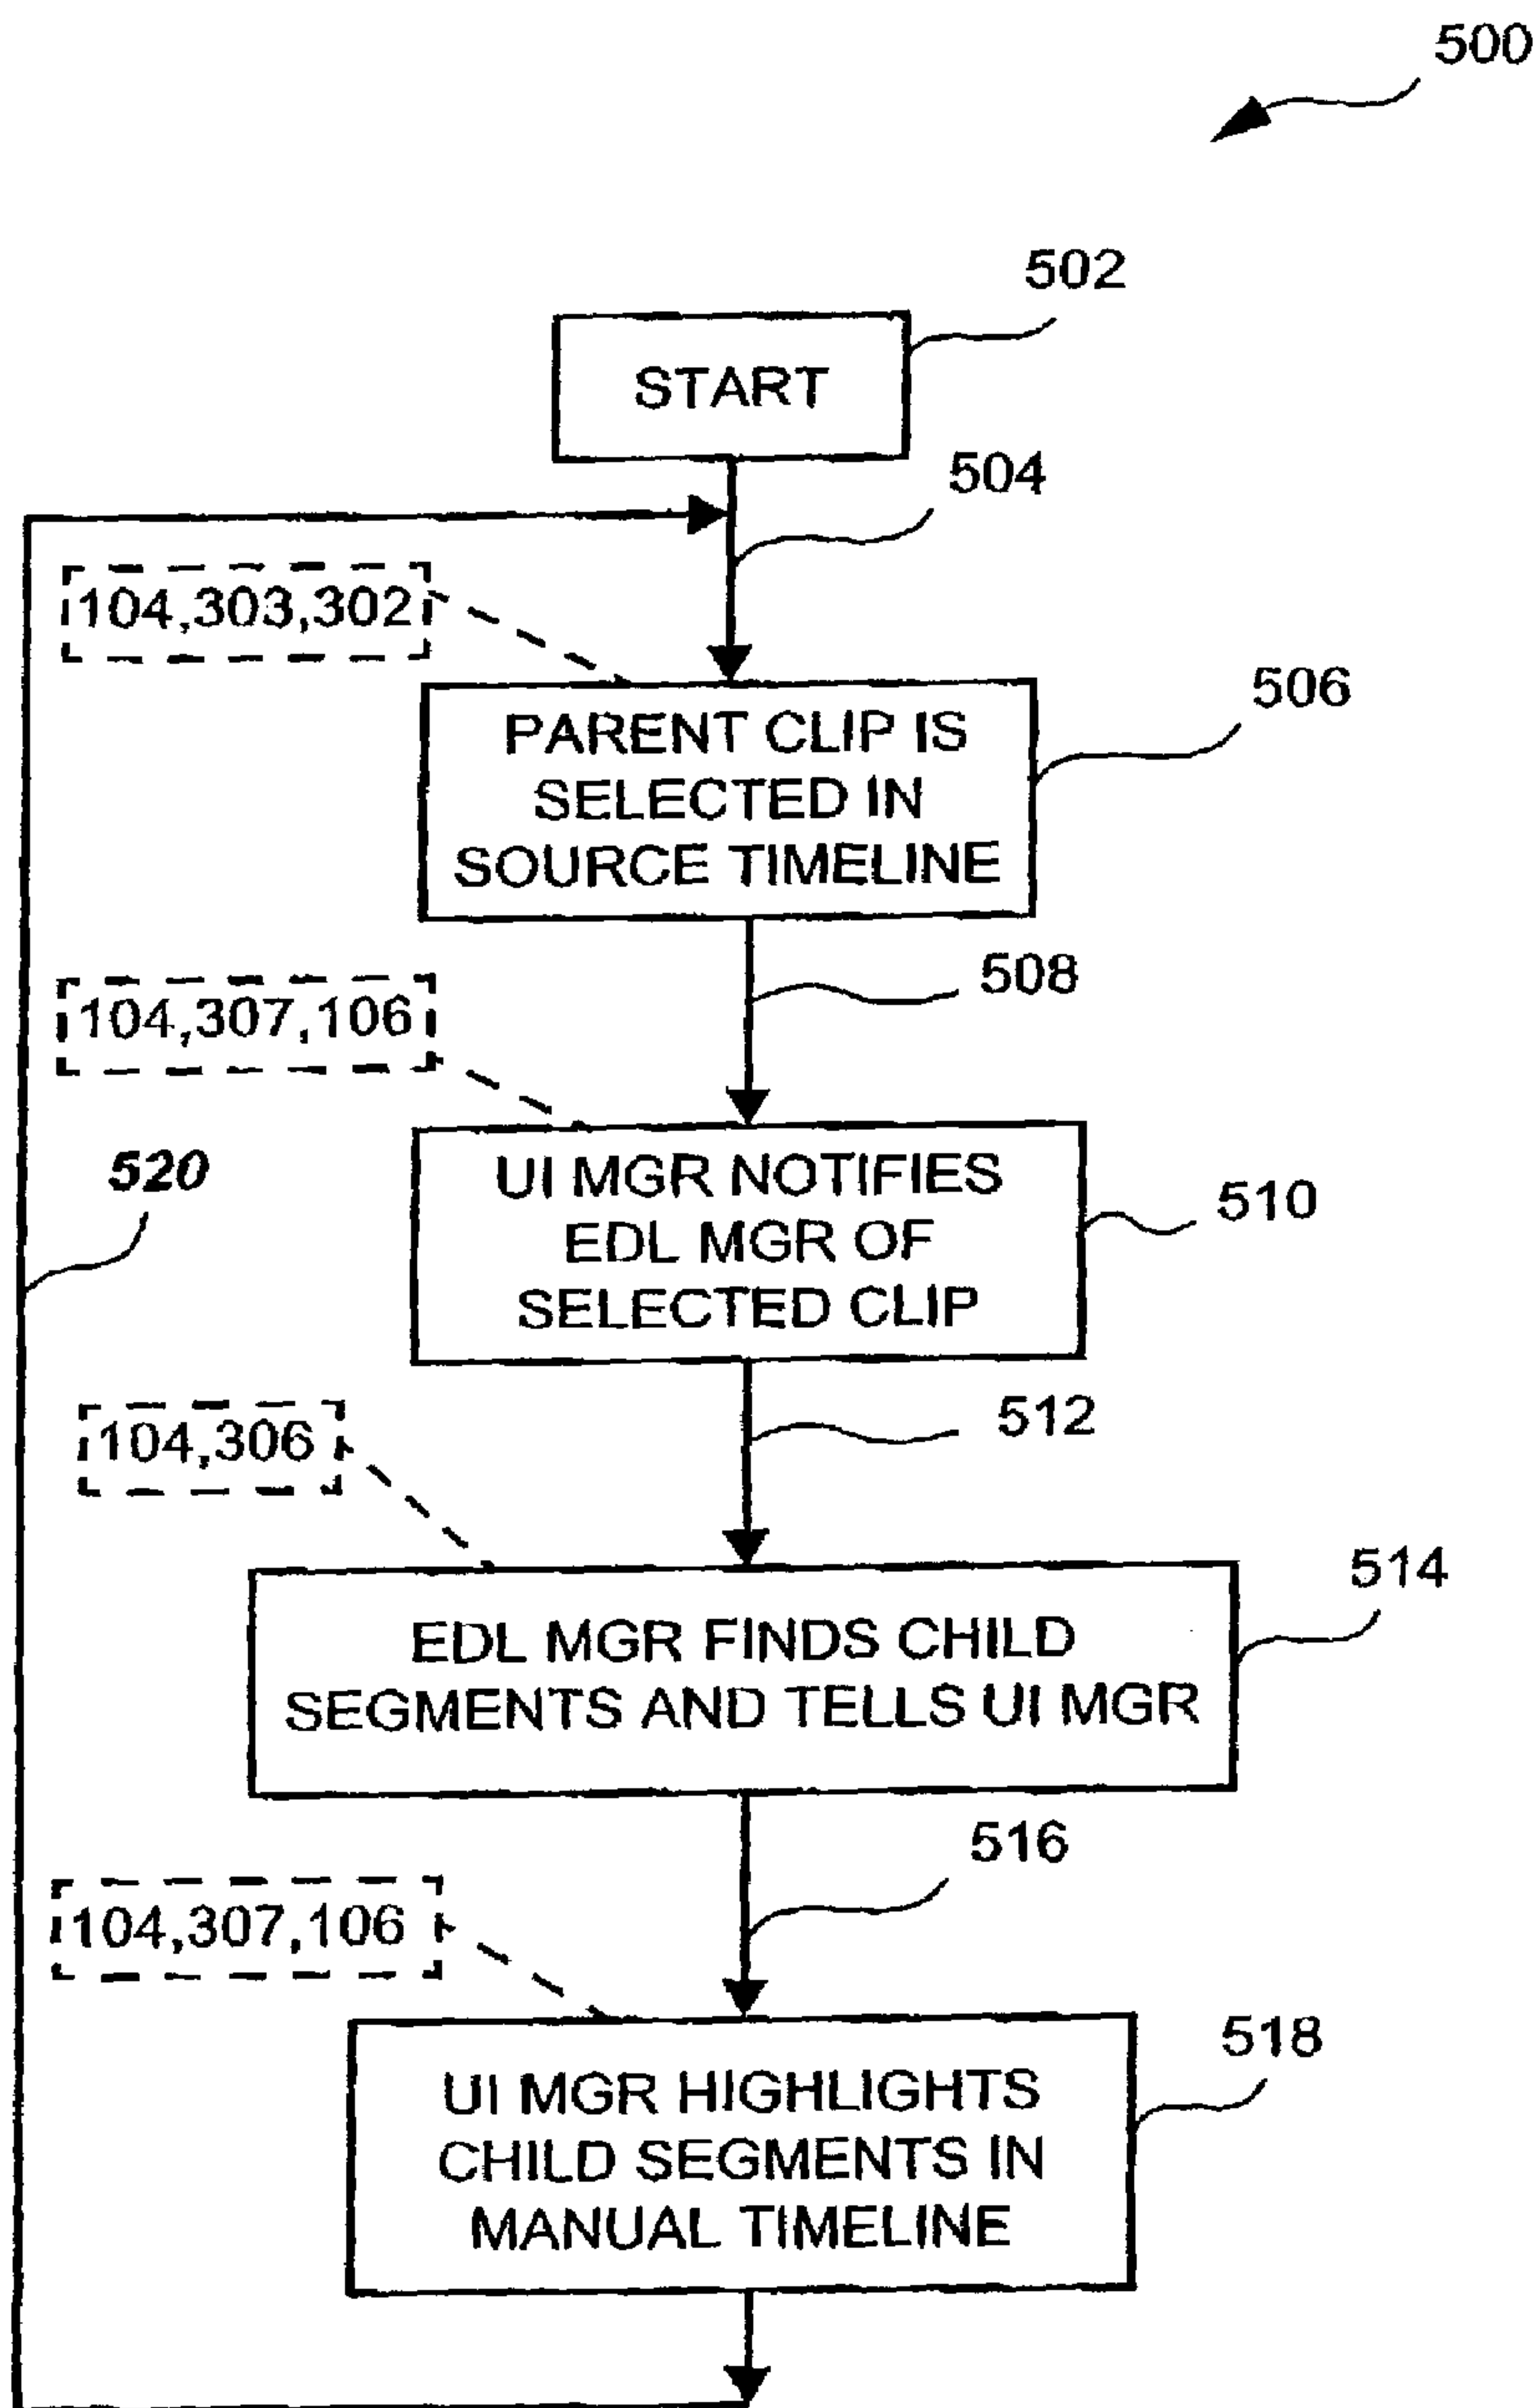 500
502
START
504
104,303,302
506
PARENT CLIP IS
SELECTED IN
SOURCE TIMELINE
508
104,307,106
520
UI MGR NOTIFIES
EDL MGR OF
SELECTED CLIP
510
512
104,306
514
EDL MGR FINDS CHILD
SEGMENTS AND TELLS UI MGR
516
104,307,106
518
UI MGR HIGHLIGHTS
CHILD SEGMENTS IN
MANUAL TIMELINE